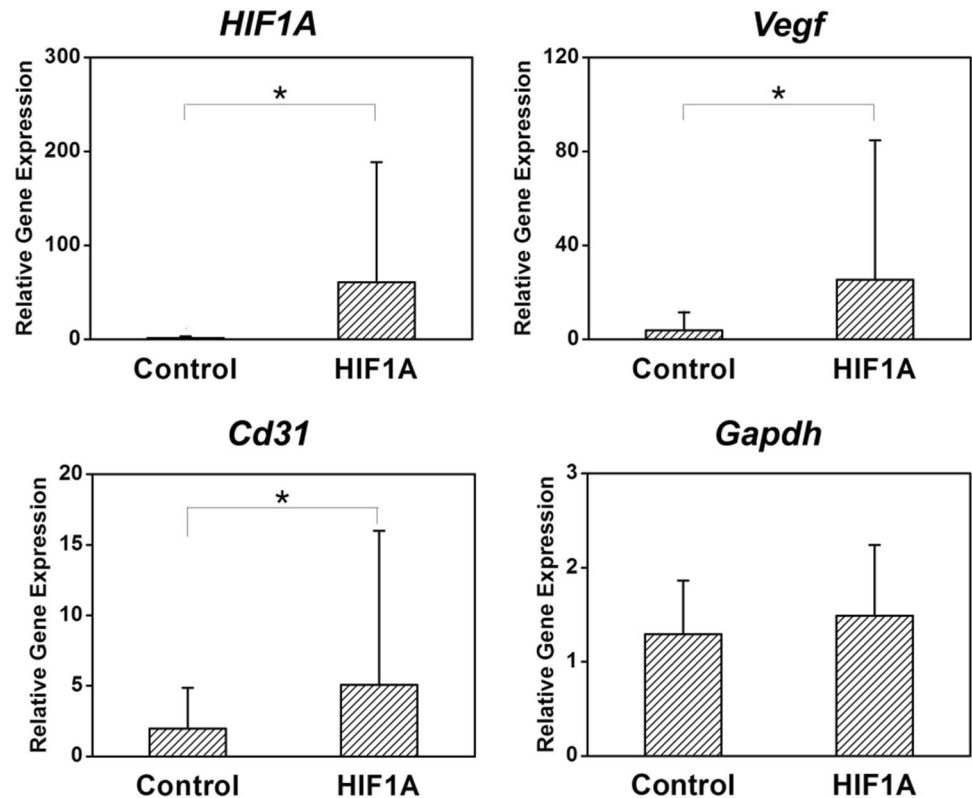 HIF1A
Relative Gene Expression
300
200
100
0
*
Control HIF1A
Vegf
Relative Gene Expression
120
80
40
0
*
Control HIF1A
Cd31
Relative Gene Expression
20
15
10
5
0
*
Control HIF1A
Gapdh
Relative Gene Expression
3
2
1
0
Control HIF1A